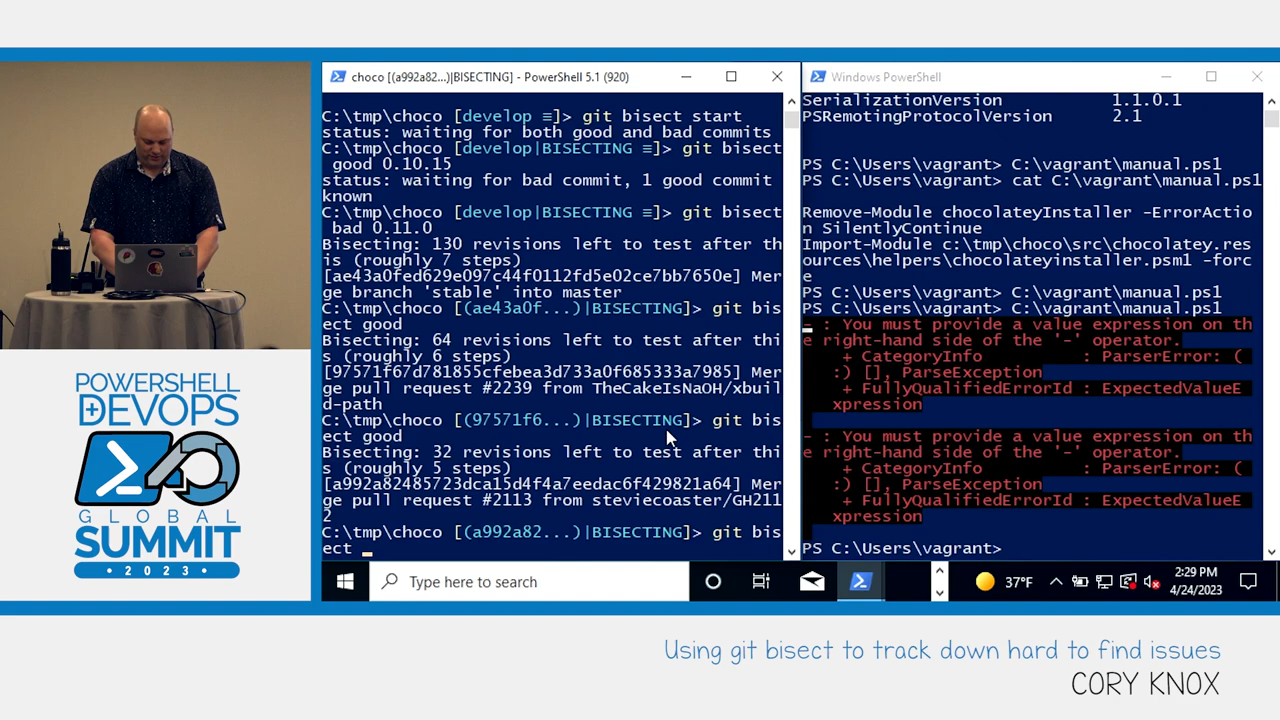 choco [(a992a82...)|BISECTING] - PowerShell 5.1 (920)
C:\tmp\choco [develop ≡]> git bisect start
status: waiting for both good and bad commits
C:\tmp\choco [develop|BISECTING ≡]> git bisect
good 0.10.15
status: waiting for bad commit, 1 good commit
known
C:\tmp\choco [develop|BISECTING ≡]> git bisect
bad 0.11.0
Bisecting: 130 revisions left to test after th
is (roughly 7 steps)
[ae43a0fed629e097c44f0112fd5e02ce7bb7650e] Mer
ge branch 'stable' into master
C:\tmp\choco [(ae43a0f...)|BISECTING]> git bis
ect good
Bisecting: 64 revisions left to test after thi
s (roughly 6 steps)
[97571f67d781855cfebea3d733a0f685333a7985] Mer
ge pull request #2239 from TheCakeIsNaOH/xbuil
d-path
C:\tmp\choco [(97571f6...)|BISECTING]> git bis
ect good
Bisecting: 32 revisions left to test after thi
s (roughly 5 steps)
[a992a82485723dca15d4f4a7eedac6f429821a64] Mer
ge pull request #2113 from steviecoaster/GH211
2
C:\tmp\choco [(a992a82...)|BISECTING]> git bis
ect
Windows PowerShell
SerializationVersion 1.1.0.1
PSRemotingProtocolVersion 2.1
PS C:\Users\vagrant> C:\vagrant\manual.ps1
PS C:\Users\vagrant> cat C:\vagrant\manual.ps1
Remove-Module chocolateyInstaller -ErrorActio
n SilentlyContinue
Import-Module c:\tmp\choco\src\chocolatey.res
ources\helpers\chocolateyinstaller.psm1 -forc
e
PS C:\Users\vagrant> C:\vagrant\manual.ps1
PS C:\Users\vagrant> C:\vagrant\manual.ps1
- : You must provide a value expression on th
e right-hand side of the '-' operator.
+ CategoryInfo : ParserError: (
:) [], ParseException
+ FullyQualifiedErrorId : ExpectedValueE
xpression
- : You must provide a value expression on th
e right-hand side of the '-' operator.
+ CategoryInfo : ParserError: (
:) [], ParseException
+ FullyQualifiedErrorId : ExpectedValueE
xpression
PS C:\Users\vagrant>
Type here to search
37°F
2:29 PM
4/24/2023
POWERSHELL
+DEVOPS
GLOBAL
SUMMIT
2023
Using git bisect to track down hard to find issues
CORY KNOX